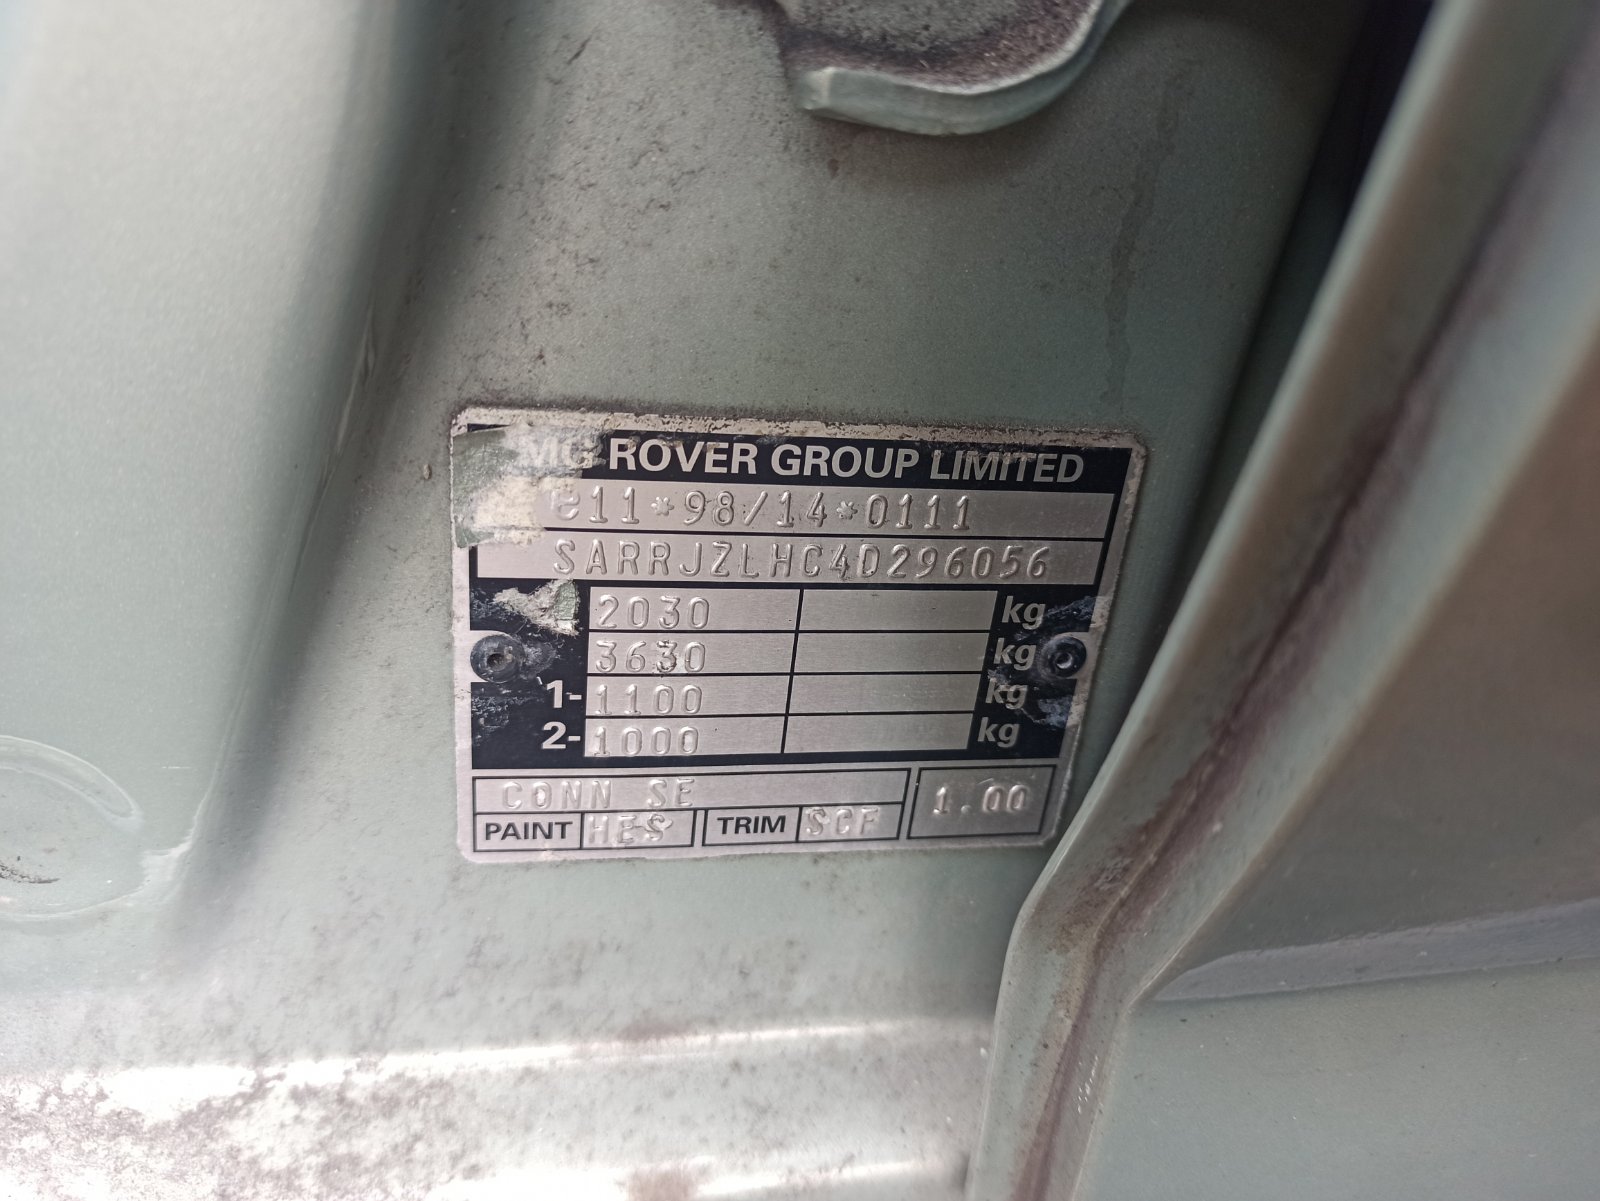 MG ROVER GROUP LIMITED
e11*98/14*0111
SARRJZLHC4D296056
2030 kg
3630 kg
1- 1100 kg
2- 1000 kg
CONN SE
1.00
PAINT HES TRIM SCF